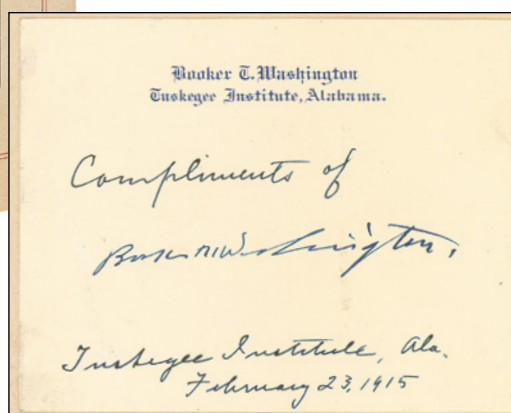 Booker T. Washington
Tuskegee Institute, Alabama.
Compliments of
Booker T. Washington,
Tuskegee Institute, Ala.
February 23, 1915